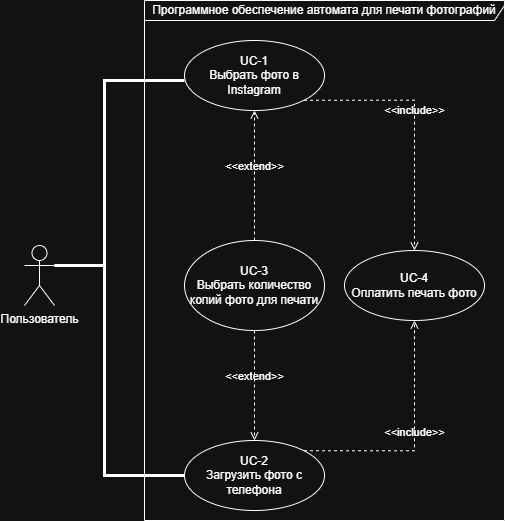 Программное обеспечение автомата для печати фотографий
UC-1
Выбрать фото в
Instagram
<<include>>
<<extend>>
UC-3
Выбрать количество
копий фото для печати
UC-4
Оплатить печать фото
Пользователь
<<extend>>
<<include>>
UC-2
Загрузить фото с
телефона